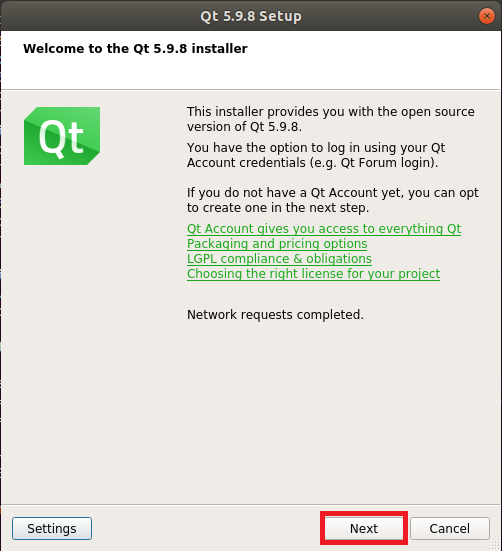 Qt 5.9.8 Setup
Welcome to the Qt 5.9.8 installer
Qt
This installer provides you with the open source
version of Qt 5.9.8.
You have the option to log in using your Qt
Account credentials (e.g. Qt Forum login).
If you do not have a Qt Account yet, you can opt
to create one in the next step.
Qt Account gives you access to everything Qt
Packaging and pricing options
LGPL compliance & obligations
Choosing the right license for your project
Network requests completed.
Settings
Next
Cancel